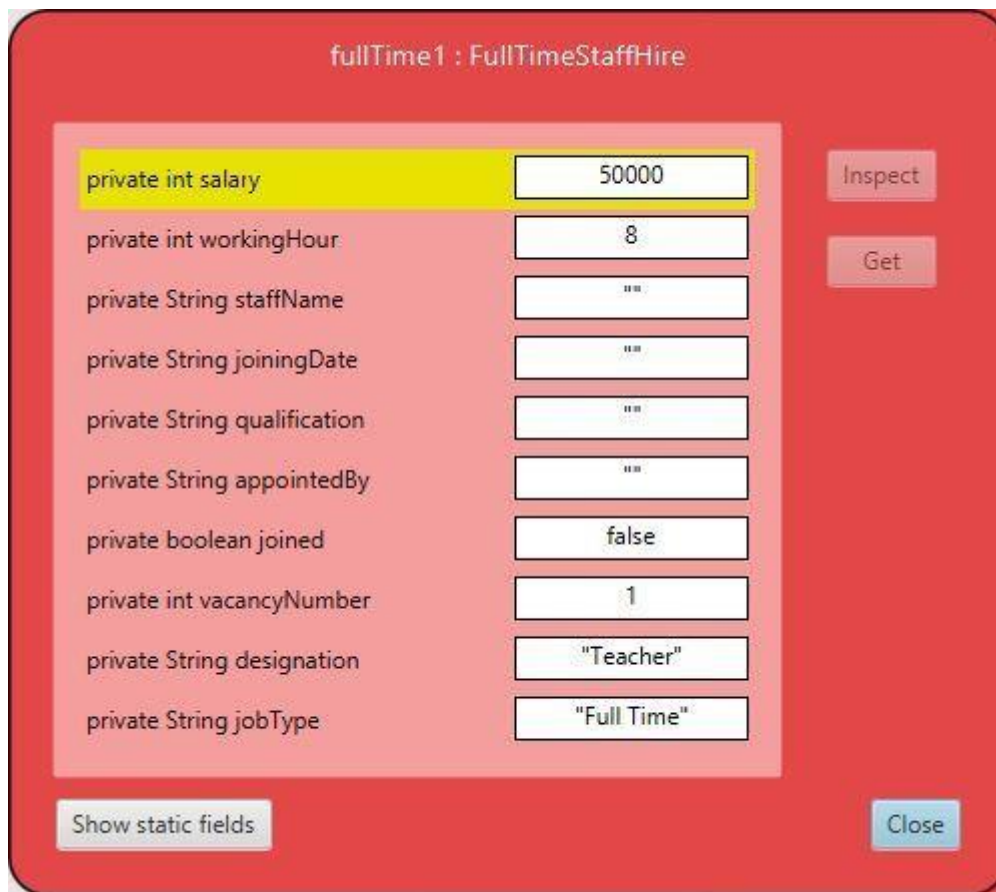 fullTime1 : FullTimeStaffHire
private int salary 50000
Inspect
private int workingHour 8
Get
private String staffName ""
private String joiningDate ""
private String qualification ""
private String appointedBy ""
private boolean joined false
private int vacancyNumber 1
private String designation "Teacher"
private String jobType "Full Time"
Show static fields
Close